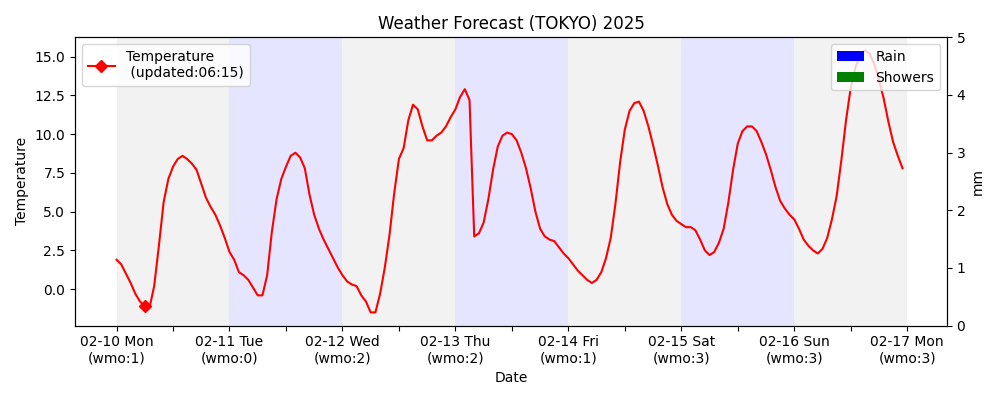 Weather Forecast (TOKYO) 2025
Temperature
(updated:06:15)
Rain
Showers
Temperature
15.0
12.5
10.0
7.5
5.0
2.5
0.0
5
4
3
2
1
0
mm
02-10 Mon
(wmo:1)
02-11 Tue
(wmo:0)
02-12 Wed
(wmo:2)
02-13 Thu
(wmo:2)
02-14 Fri
(wmo:1)
02-15 Sat
(wmo:3)
02-16 Sun
(wmo:3)
02-17 Mon
(wmo:3)
Date